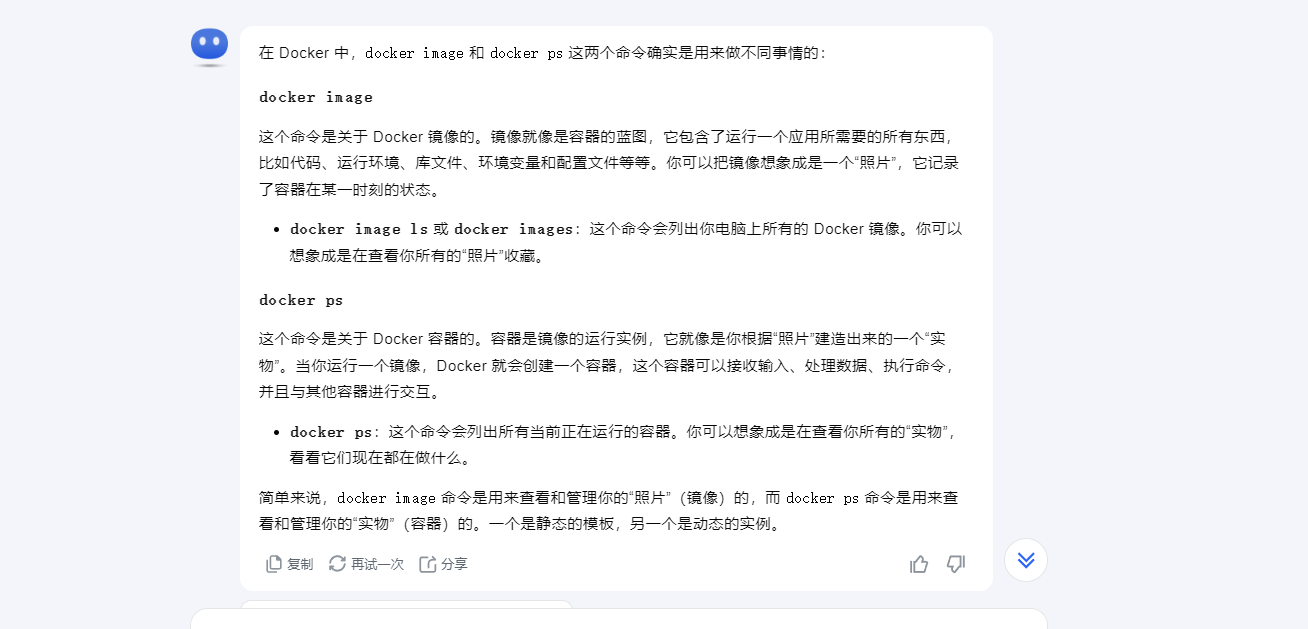 在 Docker 中，docker image 和 docker ps 这两个命令确实是用来做不同事情的：
docker image
这个命令是关于 Docker 镜像的。镜像就像是容器的蓝图，它包含了运行一个应用所需要的所有东西，
比如代码、运行环境、库文件、环境变量和配置文件等等。你可以把镜像想象成是一个“照片”，它记录
了容器在某一时刻的状态。
• docker image ls 或 docker images：这个命令会列出你电脑上所有的 Docker 镜像。你可以
想象成是在查看你所有的“照片”收藏。
docker ps
这个命令是关于 Docker 容器的。容器是镜像的运行实例，它就像是你根据“照片”建造出来的一个“实
物”。当你运行一个镜像，Docker 就会创建一个容器，这个容器可以接收输入、处理数据、执行命令，
并且与其他容器进行交互。
• docker ps：这个命令会列出所有当前正在运行的容器。你可以想象成是在查看你所有的“实物”，
看看它们现在都在做什么。
简单来说，docker image 命令是用来查看和管理你的“照片”（镜像）的，而 docker ps 命令是用来查
看和管理你的“实物”（容器）的。一个是静态的模板，另一个是动态的实例。
复制 再试一次 分享